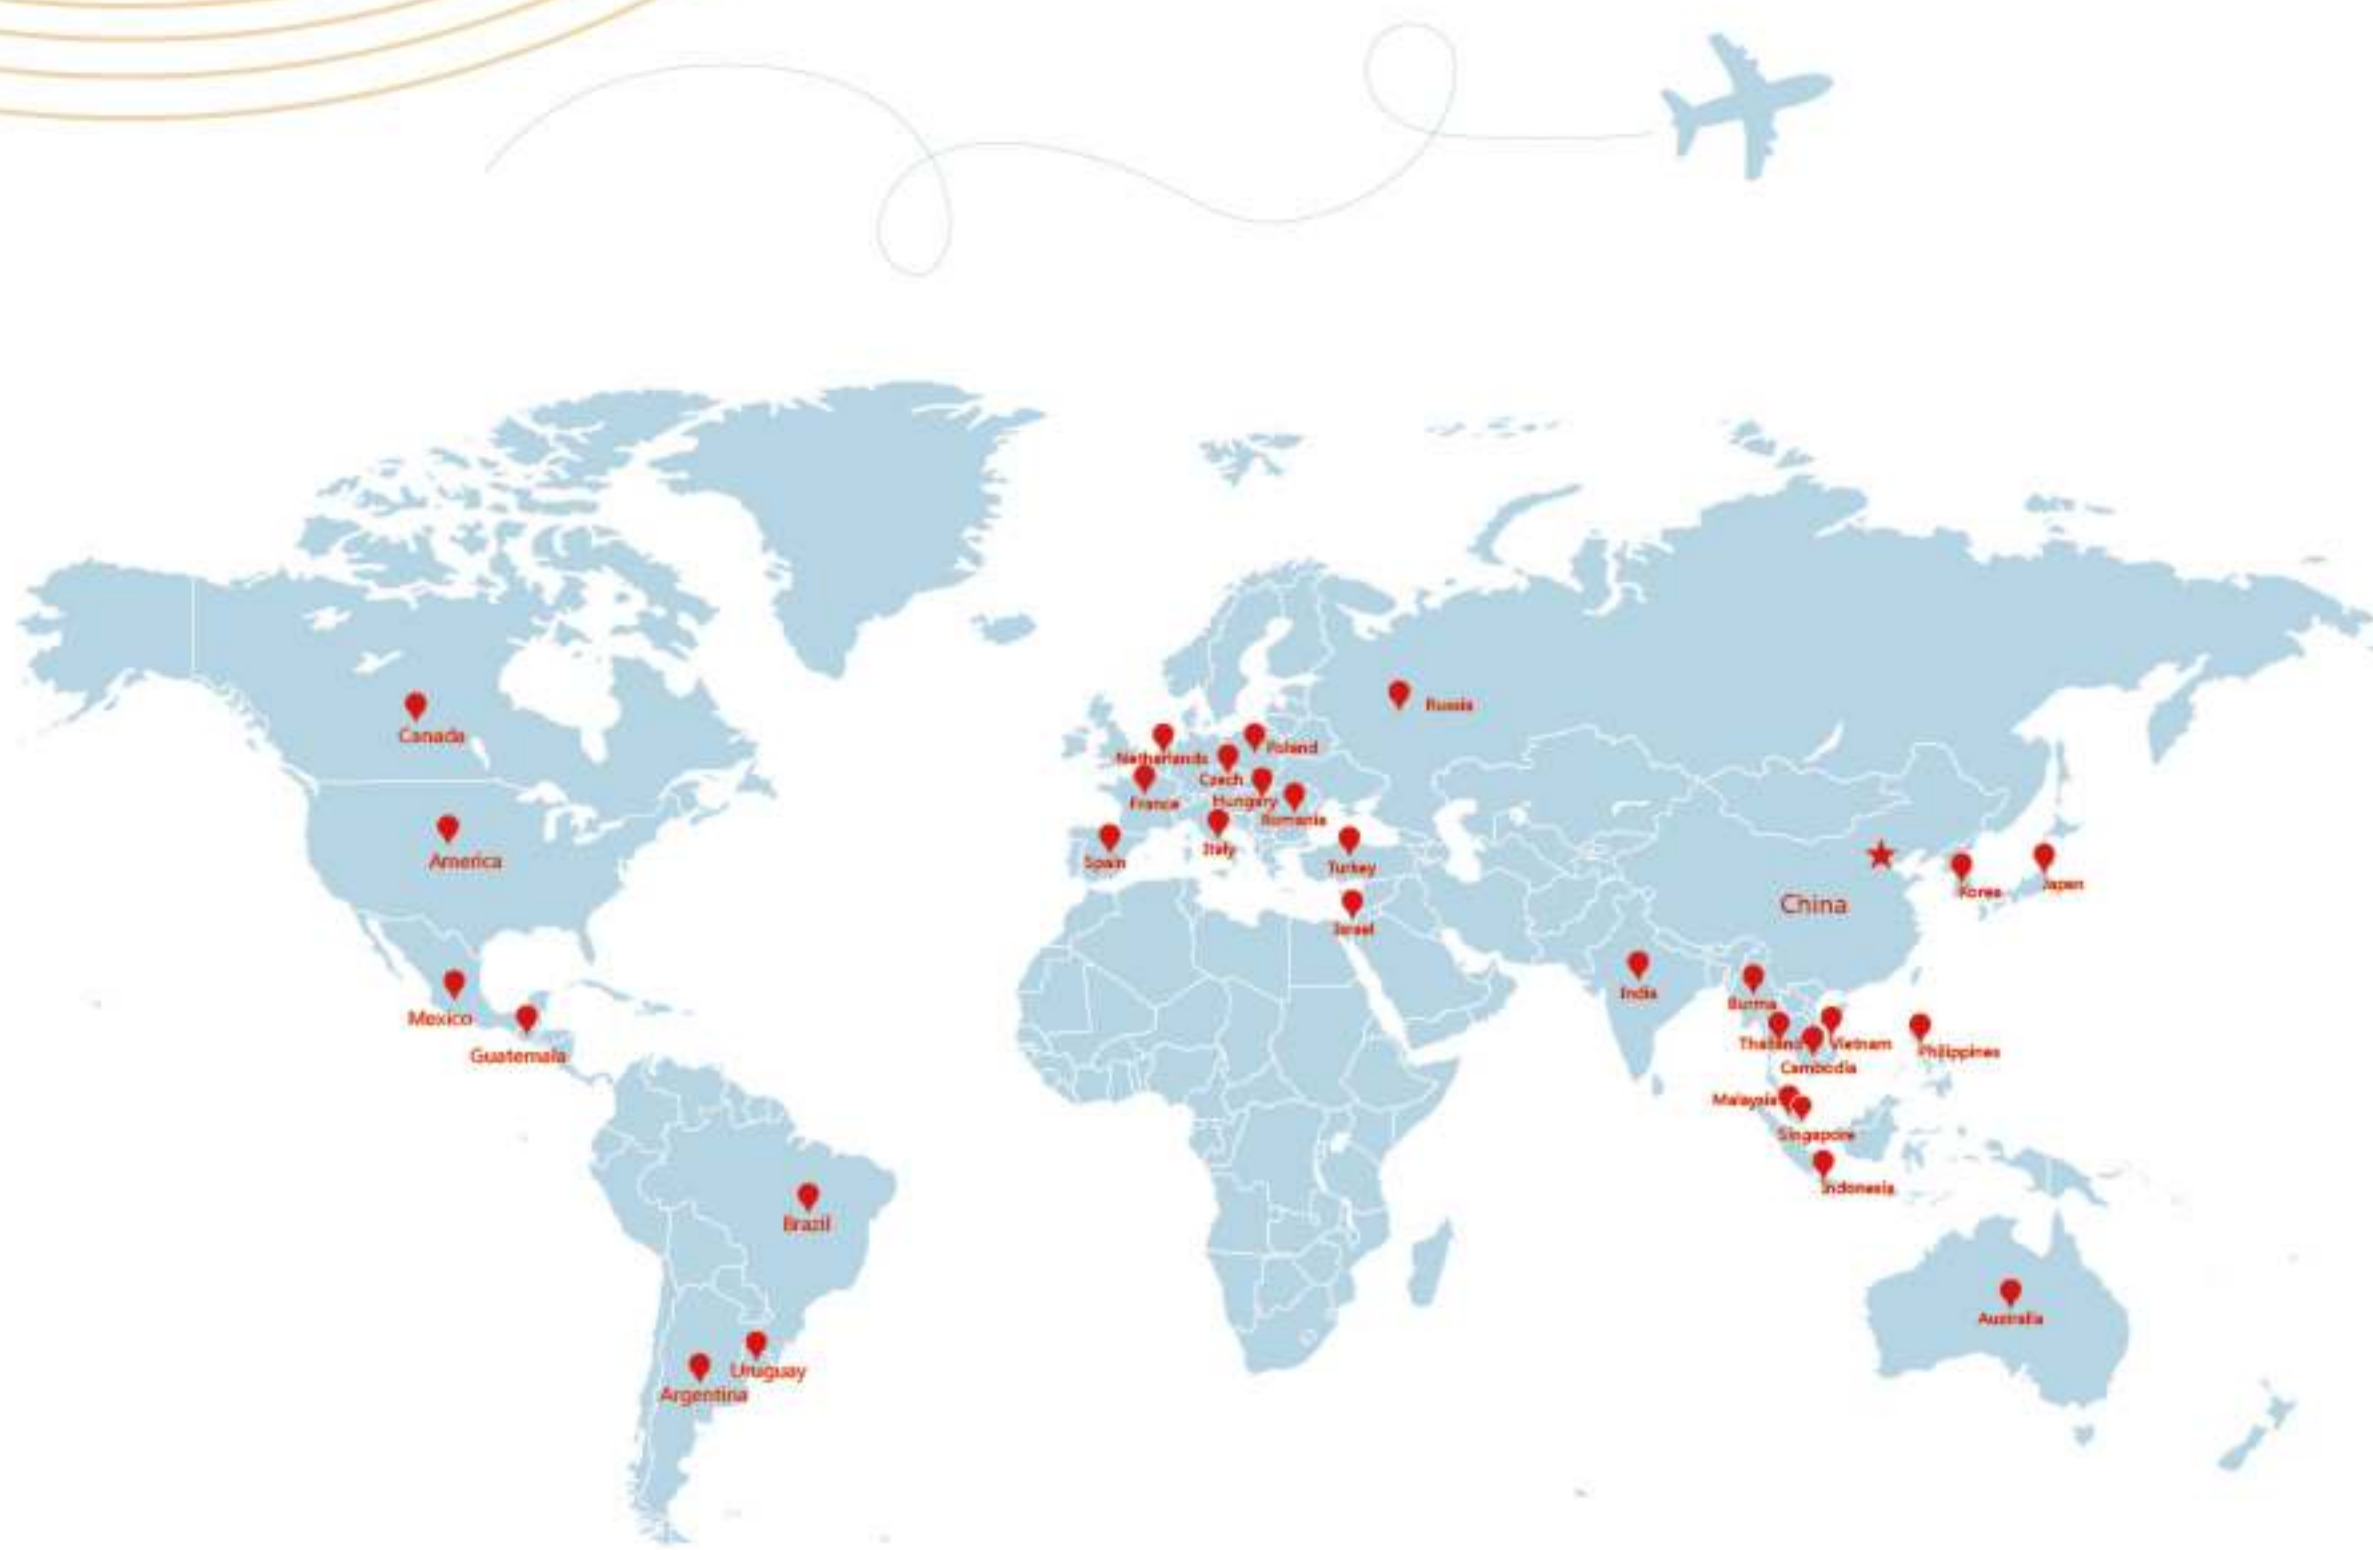 Canada
America
Mexico
Guatemala
Brazil
Uruguay
Argentina
Russia
Netherlands
Poland
Czech
France
Hungary
Romania
Spain
Italy
Turkey
Israel
China
Korea
Japan
India
Burma
Thailand
Vietnam
Cambodia
Philippines
Malaysia
Singapore
Indonesia
Australia